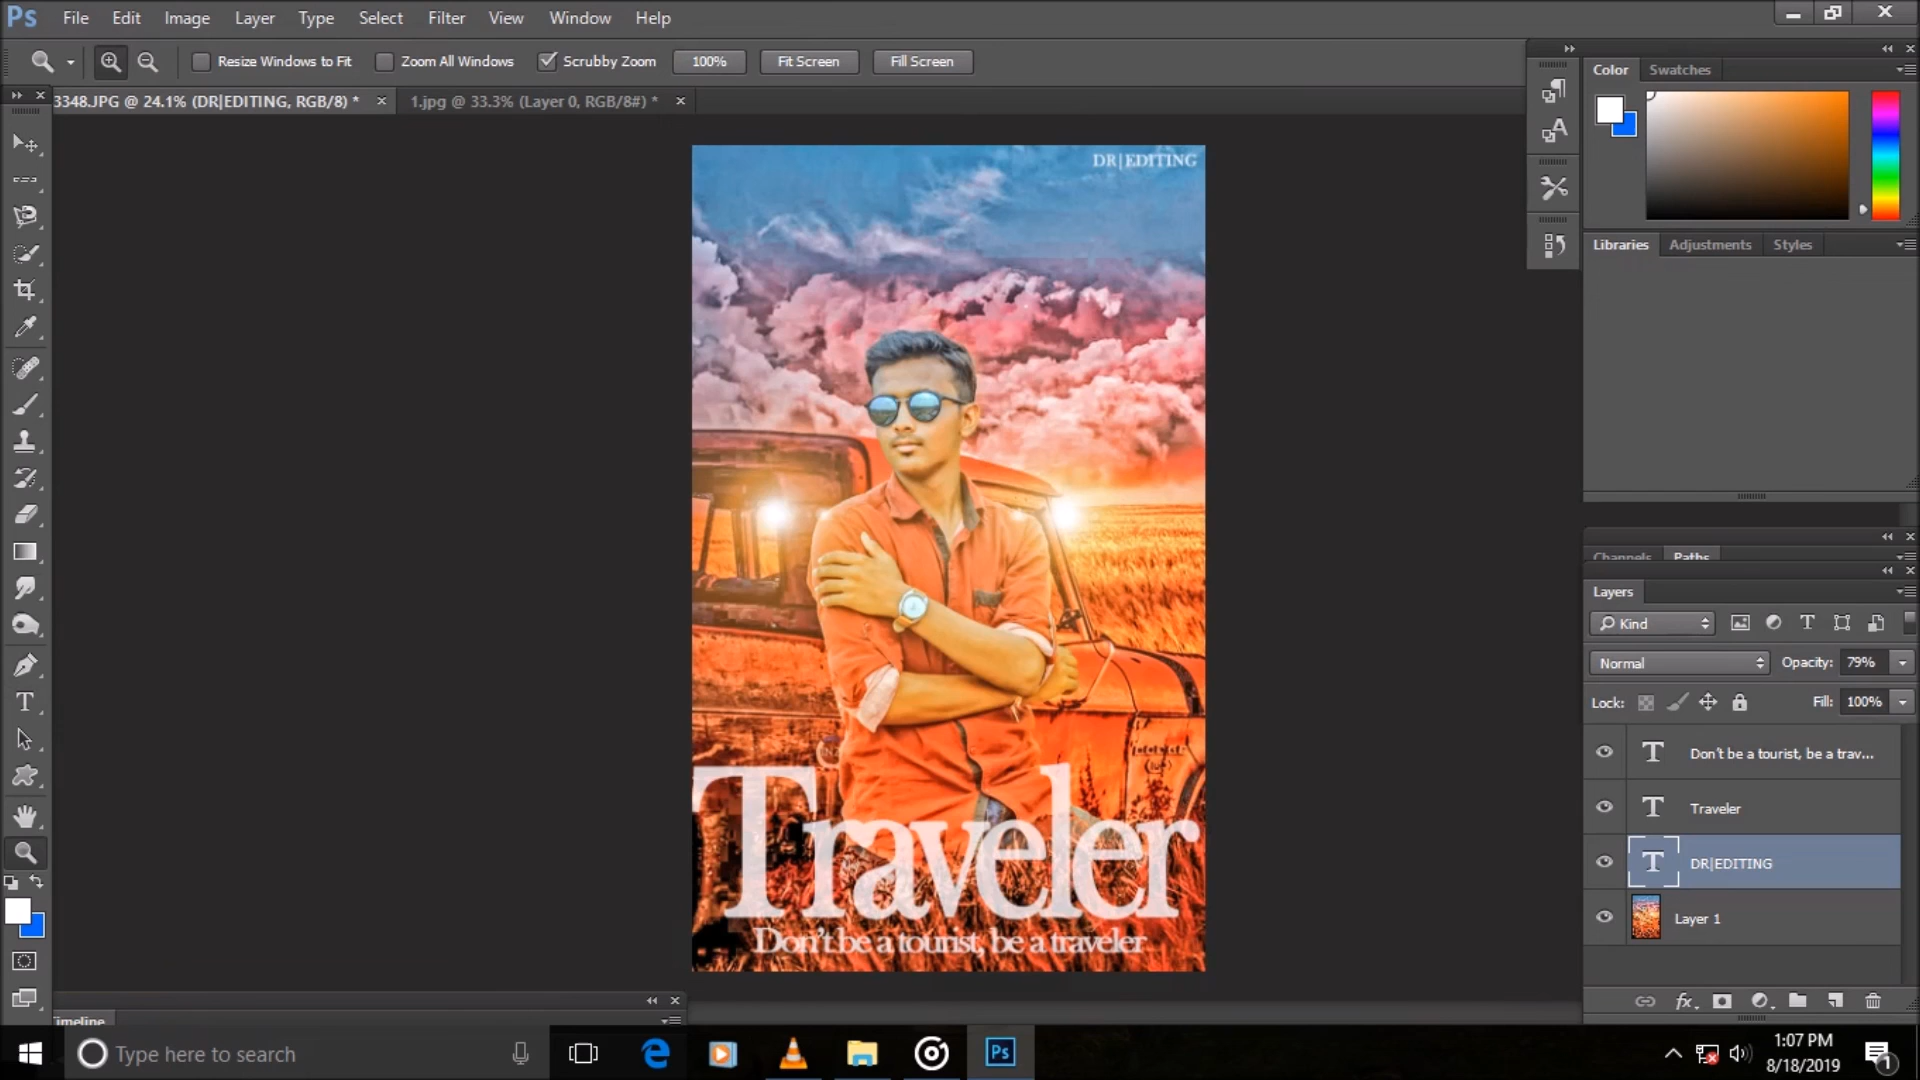 Ps File Edit Image Layer Type Select Filter View Window Help
Resize Windows to Fit Zoom All Windows Scrubby Zoom 100% Fit Screen Fill Screen
3348.JPG @ 24.1% (DR|EDITING, RGB/8) * 1.jpg @ 33.3% (Layer 0, RGB/8#) *
Color Swatches
DR|EDITING
Libraries Adjustments Styles
Channels Paths
Layers
Kind
Normal Opacity: 79%
Lock: Fill: 100%
Don't be a tourist, be a trav...
Traveler
DR|EDITING
Layer 1
Traveler
Don't be a tourist, be a traveler
imeline
Type here to search
Ps
1:07 PM
8/18/2019
1